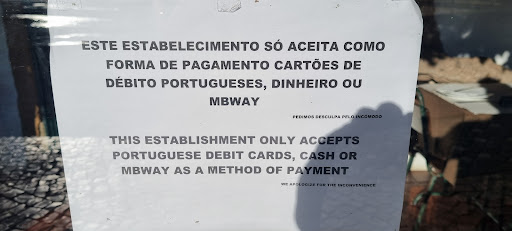 ESTE ESTABELECIMENTO SÓ ACEITA COMO
FORMA DE PAGAMENTO CARTÕES DE
DÉBITO PORTUGUESES, DINHEIRO OU
MBWAY
PEDIMOS DESCULPA PELO INCOMODO
THIS ESTABLISHMENT ONLY ACCEPTS
PORTUGUESE DEBIT CARDS, CASH OR
MBWAY AS A METHOD OF PAYMENT
WE APOLOGIZE FOR THE INCONVENIENCE